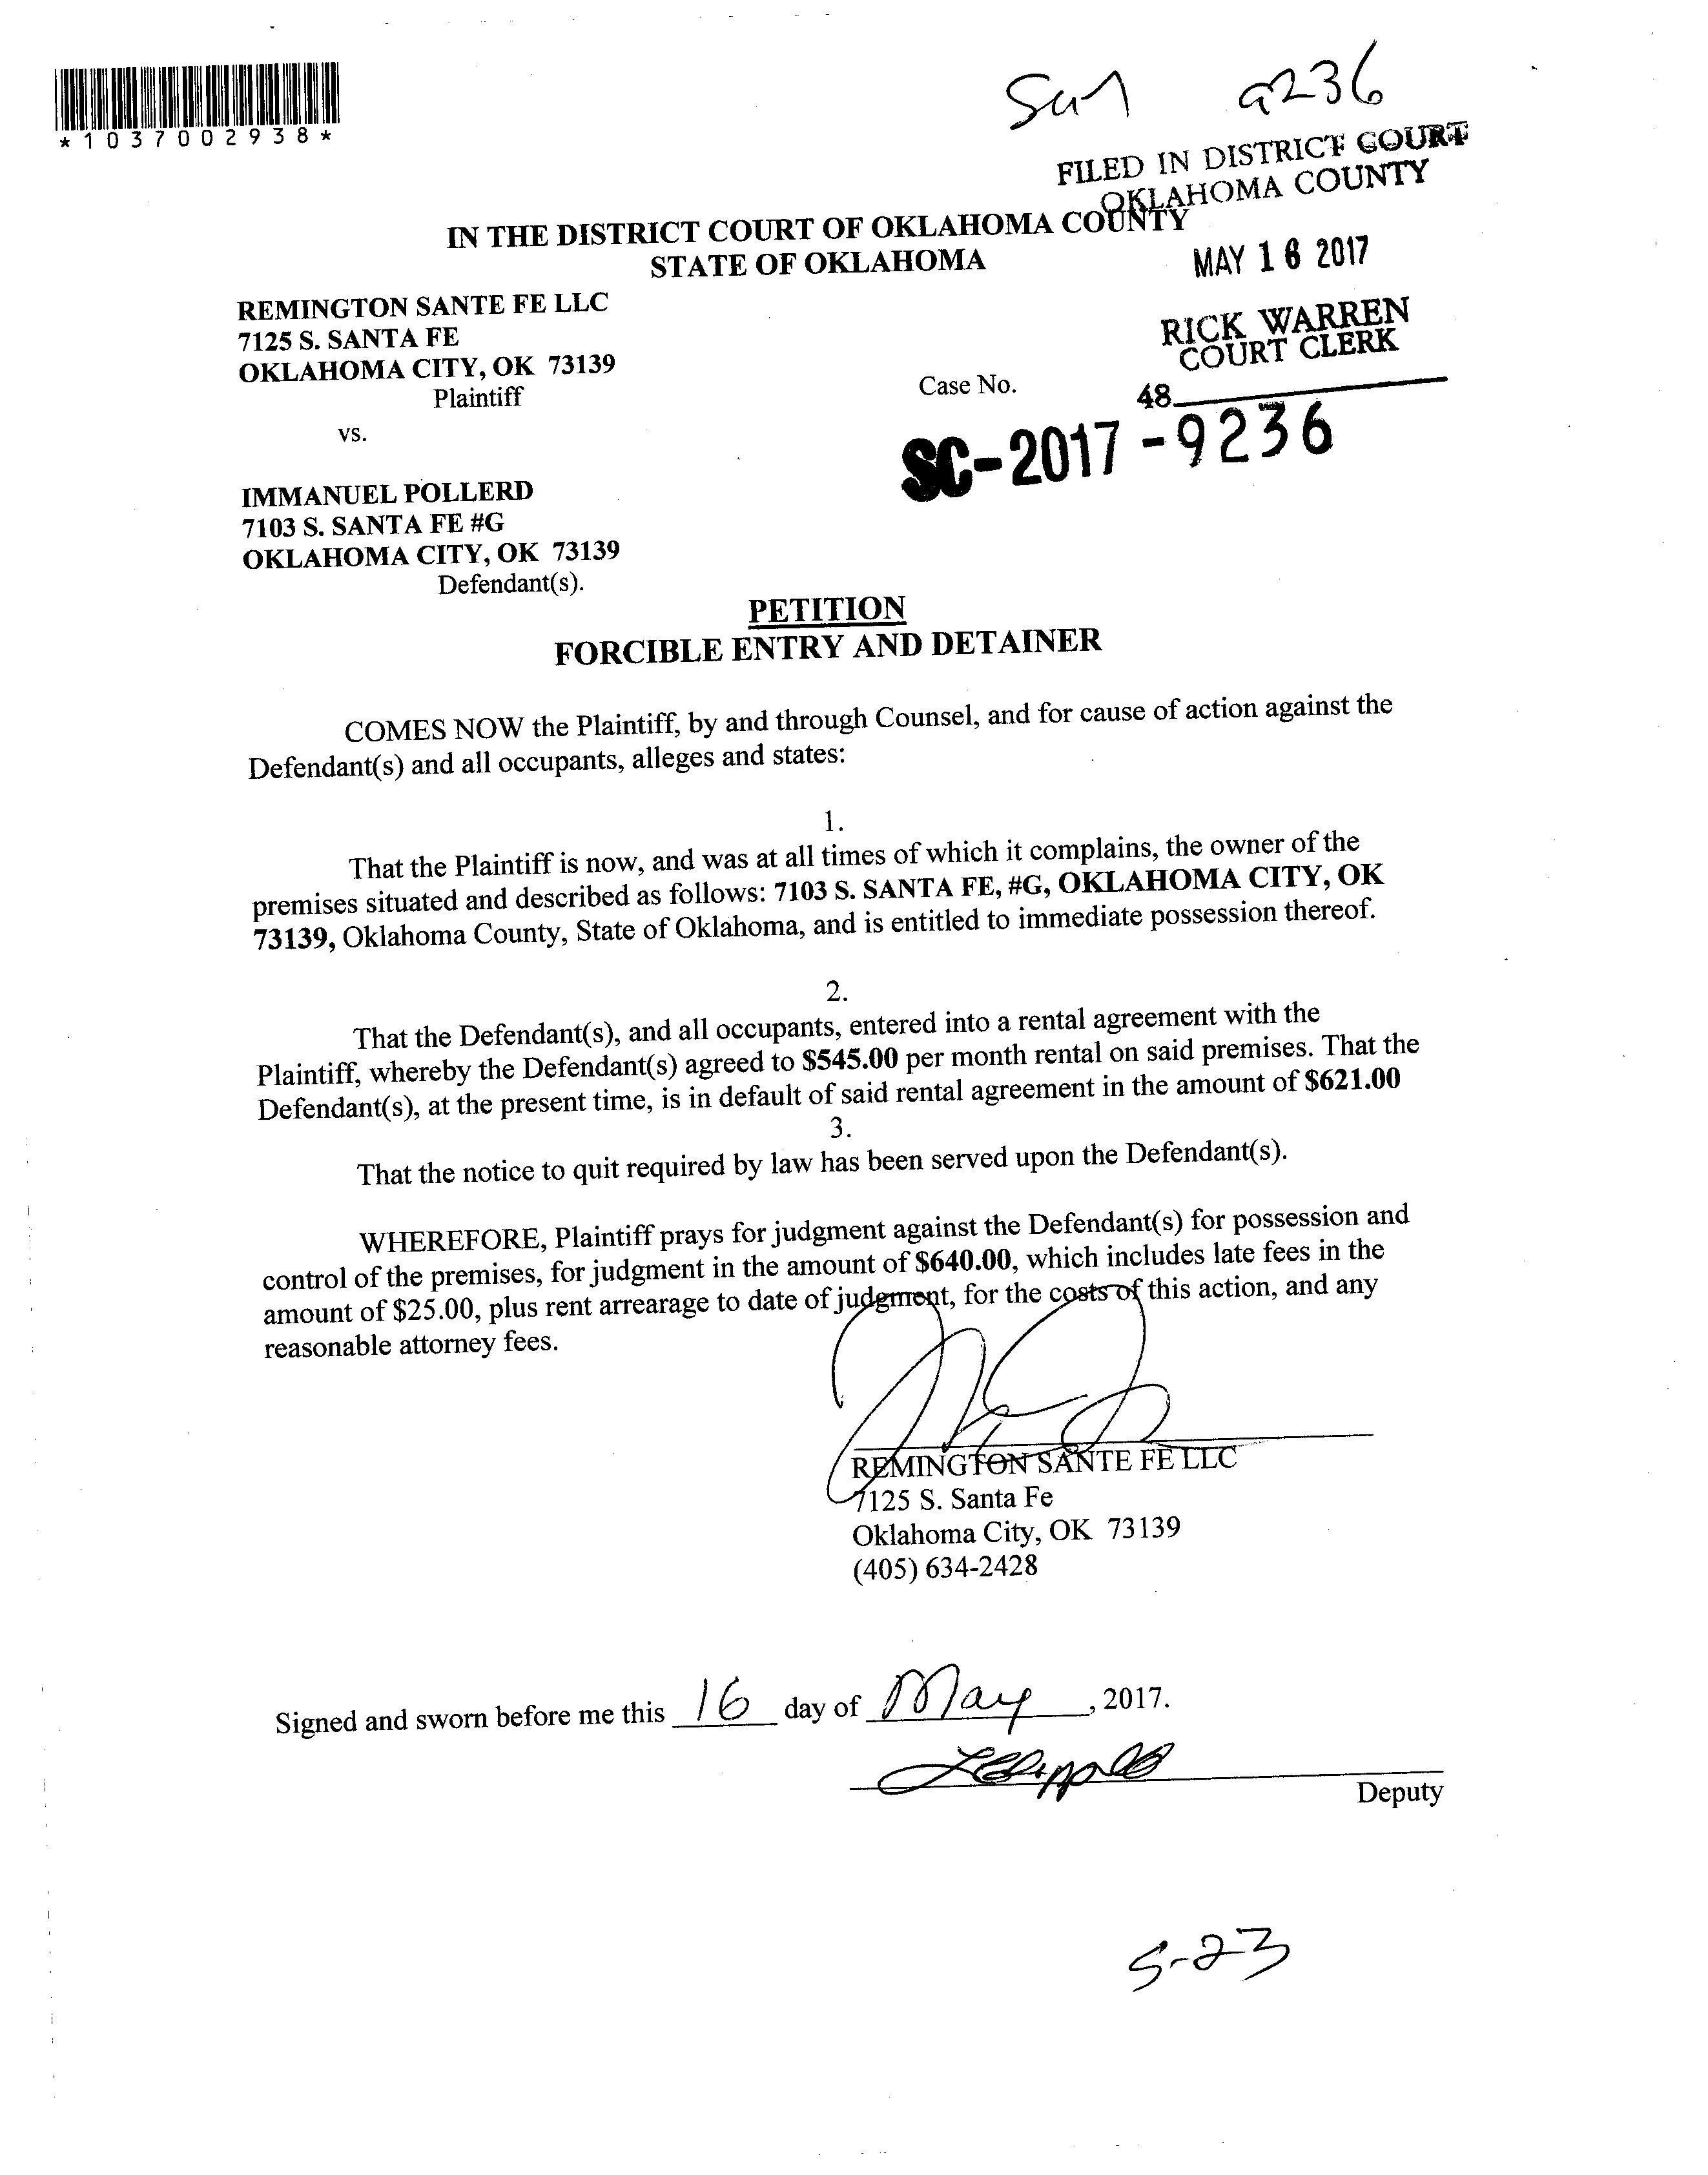 *1037002938*
9236
FILED IN DISTRICT COURT
OKLAHOMA COUNTY
IN THE DISTRICT COURT OF OKLAHOMA COUNTY
STATE OF OKLAHOMA
MAY 16 2017
REMINGTON SANTE FE LLC
7125 S. SANTA FE
OKLAHOMA CITY, OK 73139
Plaintiff
RICK WARREN
COURT CLERK
vs.
Case No.
48
SC-2017-9236
IMMANUEL POLLERD
7103 S. SANTA FE #G
OKLAHOMA CITY, OK 73139
Defendant(s).
PETITION
FORCIBLE ENTRY AND DETAINER
COMES NOW the Plaintiff, by and through Counsel, and for cause of action against the
Defendant(s) and all occupants, alleges and states:
1.
That the Plaintiff is now, and was at all times of which it complains, the owner of the
premises situated and described as follows: 7103 S. SANTA FE, #G, OKLAHOMA CITY, OK
73139, Oklahoma County, State of Oklahoma, and is entitled to immediate possession thereof.
2.
That the Defendant(s), and all occupants, entered into a rental agreement with the
Plaintiff, whereby the Defendant(s) agreed to $545.00 per month rental on said premises. That the
Defendant(s), at the present time, is in default of said rental agreement in the amount of $621.00
3.
That the notice to quit required by law has been served upon the Defendant(s).
WHEREFORE, Plaintiff prays for judgment against the Defendant(s) for possession and
control of the premises, for judgment in the amount of $640.00, which includes late fees in the
amount of $25.00, plus rent arrearage to date of judgment, for the costs of this action, and any
reasonable attorney fees.
REMINGTON SANTE FE LLC
7125 S. Santa Fe
Oklahoma City, OK 73139
(405) 634-2428
Signed and sworn before me this 16 day of May, 2017.
Deputy
5-23